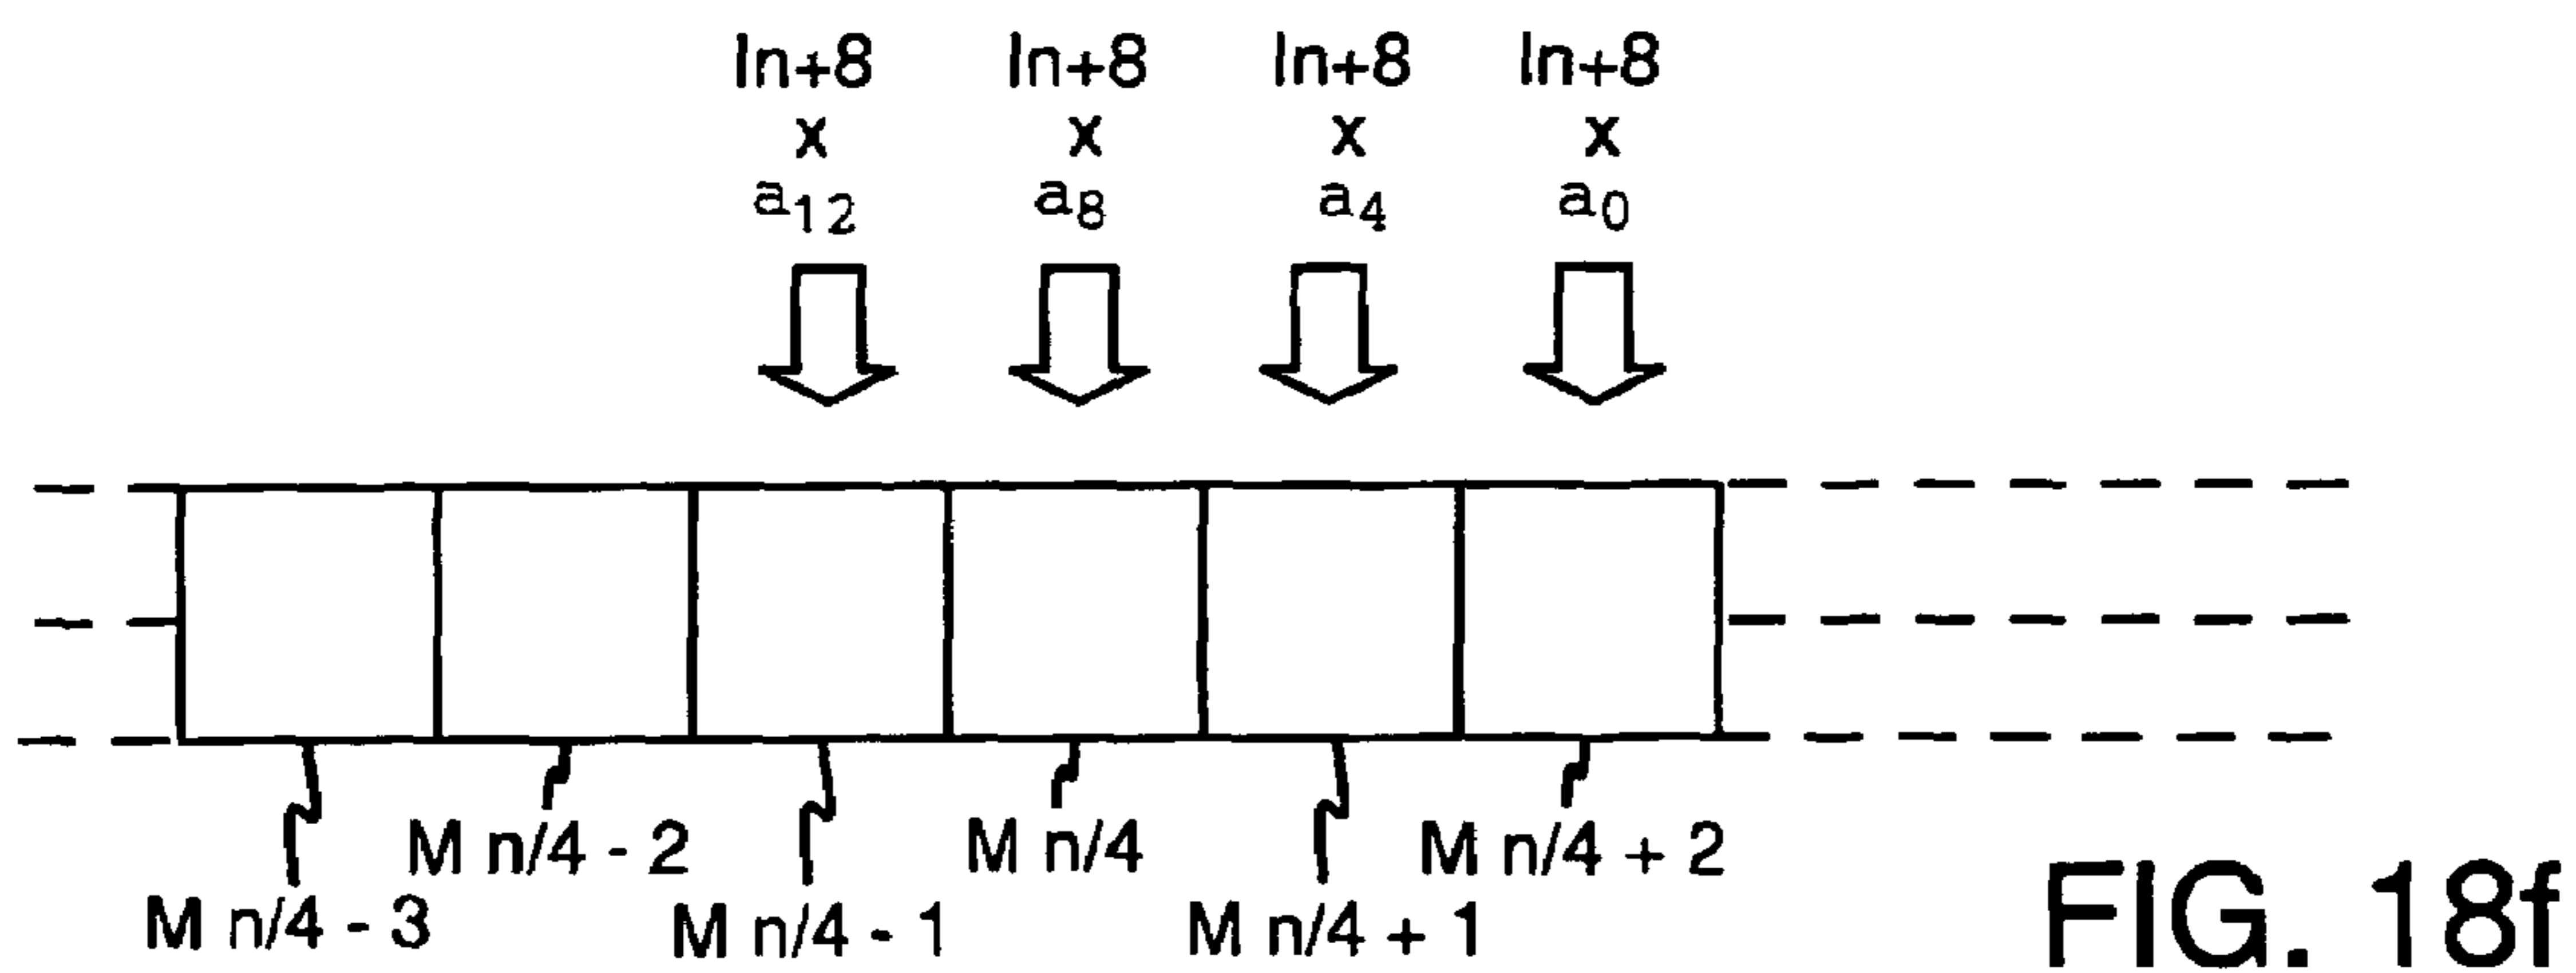 In+8 In+8 In+8 In+8
x x x x
a12 a8 a4 a0
M n/4 - 2 M n/4 M n/4 + 2
M n/4 - 3 M n/4 - 1 M n/4 + 1
FIG. 18f